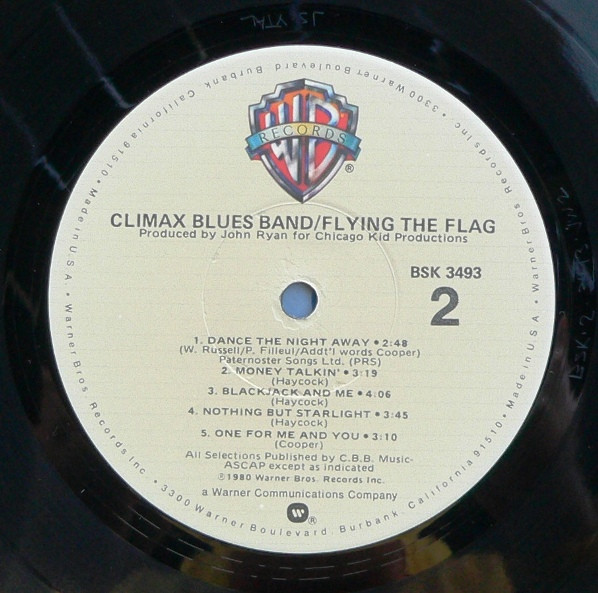 JS YTAL
WB
RECORDS
®
CLIMAX BLUES BAND/FLYING THE FLAG
Produced by John Ryan for Chicago Kid Productions
BSK 3493
2
1. DANCE THE NIGHT AWAY • 2:48
(W. Russell/P. Filleul/Addt'l words Cooper)
Paternoster Songs Ltd. (PRS)
2. MONEY TALKIN' • 3:19
(Haycock)
3. BLACKJACK AND ME • 4:06
(Haycock)
4. NOTHING BUT STARLIGHT • 3:45
(Haycock)
5. ONE FOR ME AND YOU • 3:10
(Cooper)
All Selections Published by C.B.B. Music-
ASCAP except as indicated
℗1980 Warner Bros. Records Inc.
a Warner Communications Company
W®
Warner Bros Records Inc. • 3300 Warner Boulevard. Burbank. California 91510 • Made in U.S.A. •
Warner Bros Records Inc • 3300 Warner Boulevard Burbank California 91510 • Made in U.S.A. •